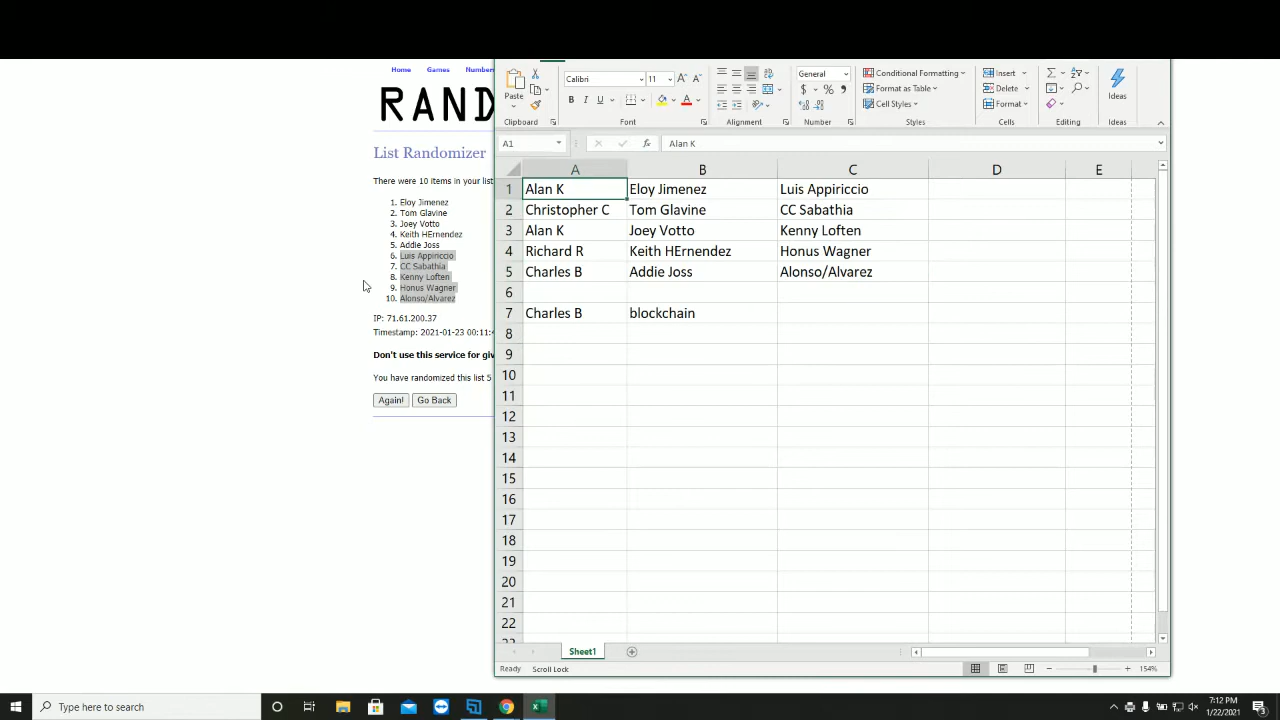 Home Games Number
RAND
List Randomizer
There were 10 items in your list
1. Eloy Jimenez
2. Tom Glavine
3. Joey Votto
4. Keith HErnendez
5. Addie Joss
6. Luis Appiriccio
7. CC Sabathia
8. Kenny Loften
9. Honus Wagner
10. Alonso/Alvarez
IP: 71.61.200.37
Timestamp: 2021-01-23 00:11:4
Don't use this service for giv
You have randomized this list 5
Again! Go Back
Paste
Clipboard
Calibri 11
B I U
Font
Alignment
General
$ % ,
Number
Conditional Formatting
Format as Table
Cell Styles
Styles
Insert
Delete
Format
Cells
Editing
Ideas
Ideas
A1 fx Alan K
A B C D E
1 Alan K Eloy Jimenez Luis Appiriccio
2 Christopher C Tom Glavine CC Sabathia
3 Alan K Joey Votto Kenny Loften
4 Richard R Keith HErnendez Honus Wagner
5 Charles B Addie Joss Alonso/Alvarez
6
7 Charles B blockchain
8
9
10
11
12
13
14
15
16
17
18
19
20
21
22
23
Sheet1
Ready Scroll Lock 154%
Type here to search
7:12 PM
1/22/2021
3